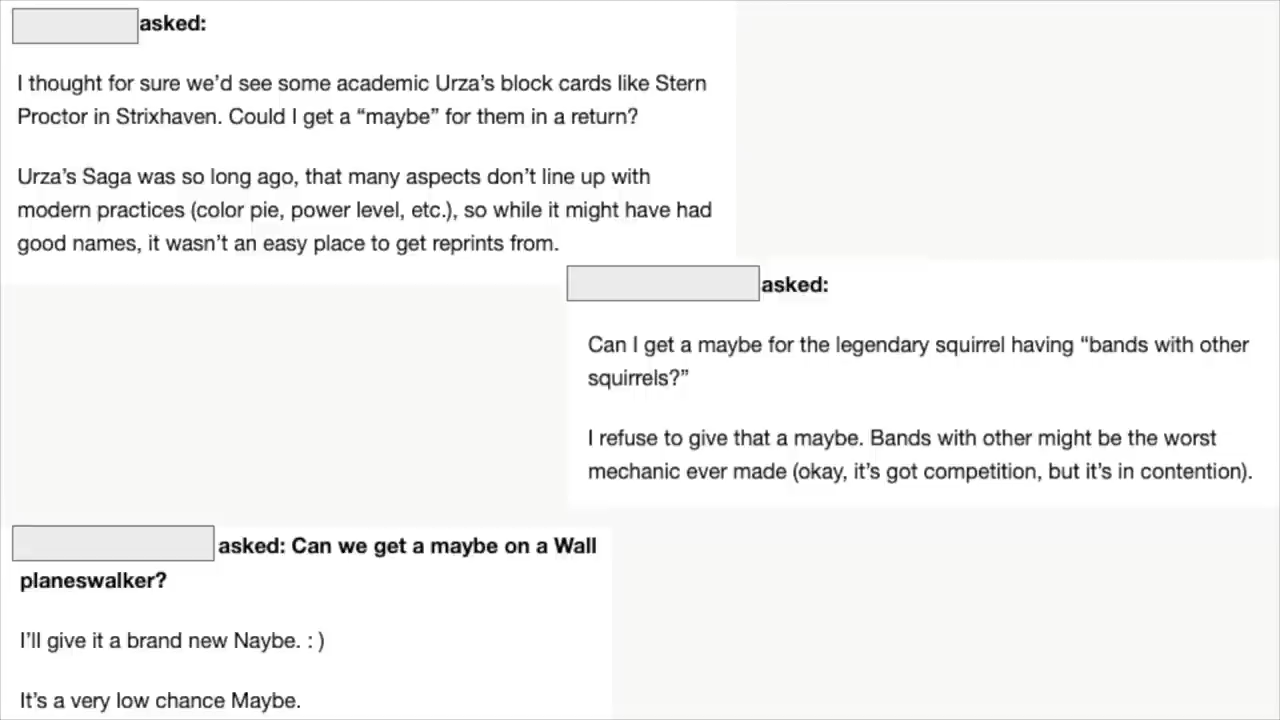 asked:
I thought for sure we’d see some academic Urza’s block cards like Stern
Proctor in Strixhaven. Could I get a “maybe” for them in a return?
Urza’s Saga was so long ago, that many aspects don’t line up with
modern practices (color pie, power level, etc.), so while it might have had
good names, it wasn’t an easy place to get reprints from.
asked:
Can I get a maybe for the legendary squirrel having “bands with other
squirrels?”
I refuse to give that a maybe. Bands with other might be the worst
mechanic ever made (okay, it’s got competition, but it’s in contention).
asked: Can we get a maybe on a Wall
planeswalker?
I’ll give it a brand new Naybe. : )
It’s a very low chance Maybe.